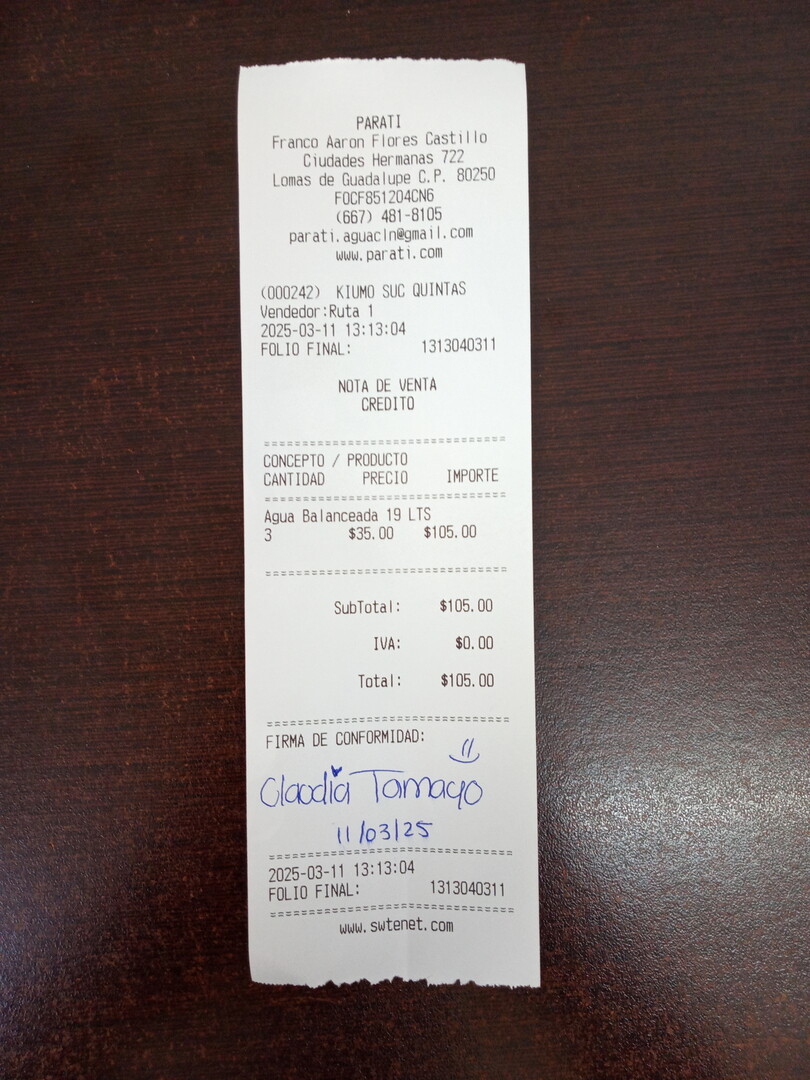 PARATI
Franco Aaron Flores Castillo
Ciudades Hermanas 722
Lomas de Guadalupe C.P. 80250
FOCF851204CN6
(667) 481-8105
parati.aguacln@gmail.com
www.parati.com
(000242) KIUMO SUC QUINTAS
Vendedor:Ruta 1
2025-03-11 13:13:04
FOLIO FINAL: 1313040311
NOTA DE VENTA
CREDITO
==================================
CONCEPTO / PRODUCTO
CANTIDAD PRECIO IMPORTE
==================================
Agua Balanceada 19 LTS
3 $35.00 $105.00
==================================
SubTotal: $105.00
IVA: $0.00
Total: $105.00
==================================
FIRMA DE CONFORMIDAD:
Claudia Tamayo
11/03/25
==================================
2025-03-11 13:13:04
FOLIO FINAL: 1313040311
==================================
www.swtenet.com